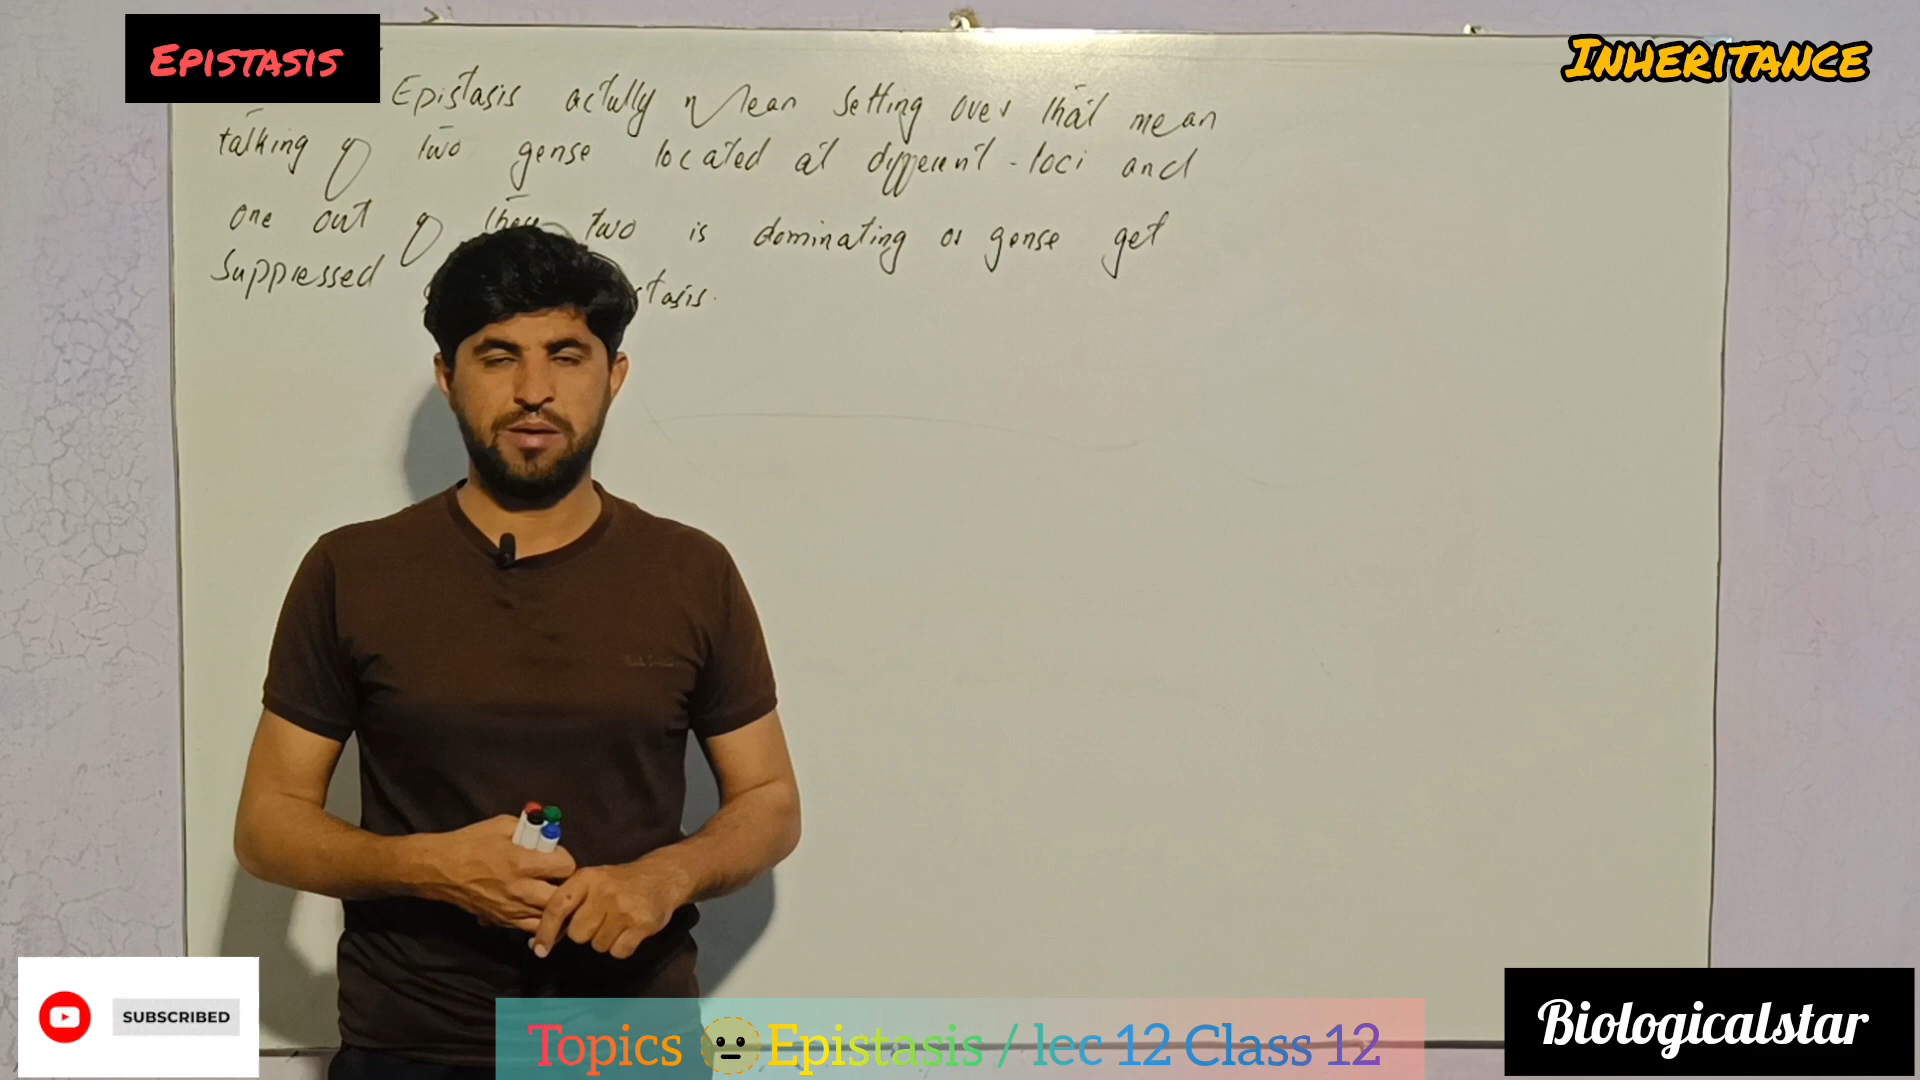 EPISTASIS
INHERITANCE
Epistasis actully Mean Setting over that mean
talking of two gense located at different - loci and
one out of two is dominating or gense get
Suppressed stasis.
SUBSCRIBED
Topics 😐 Epistasis / lec 12 Class 12
Biologicalstar